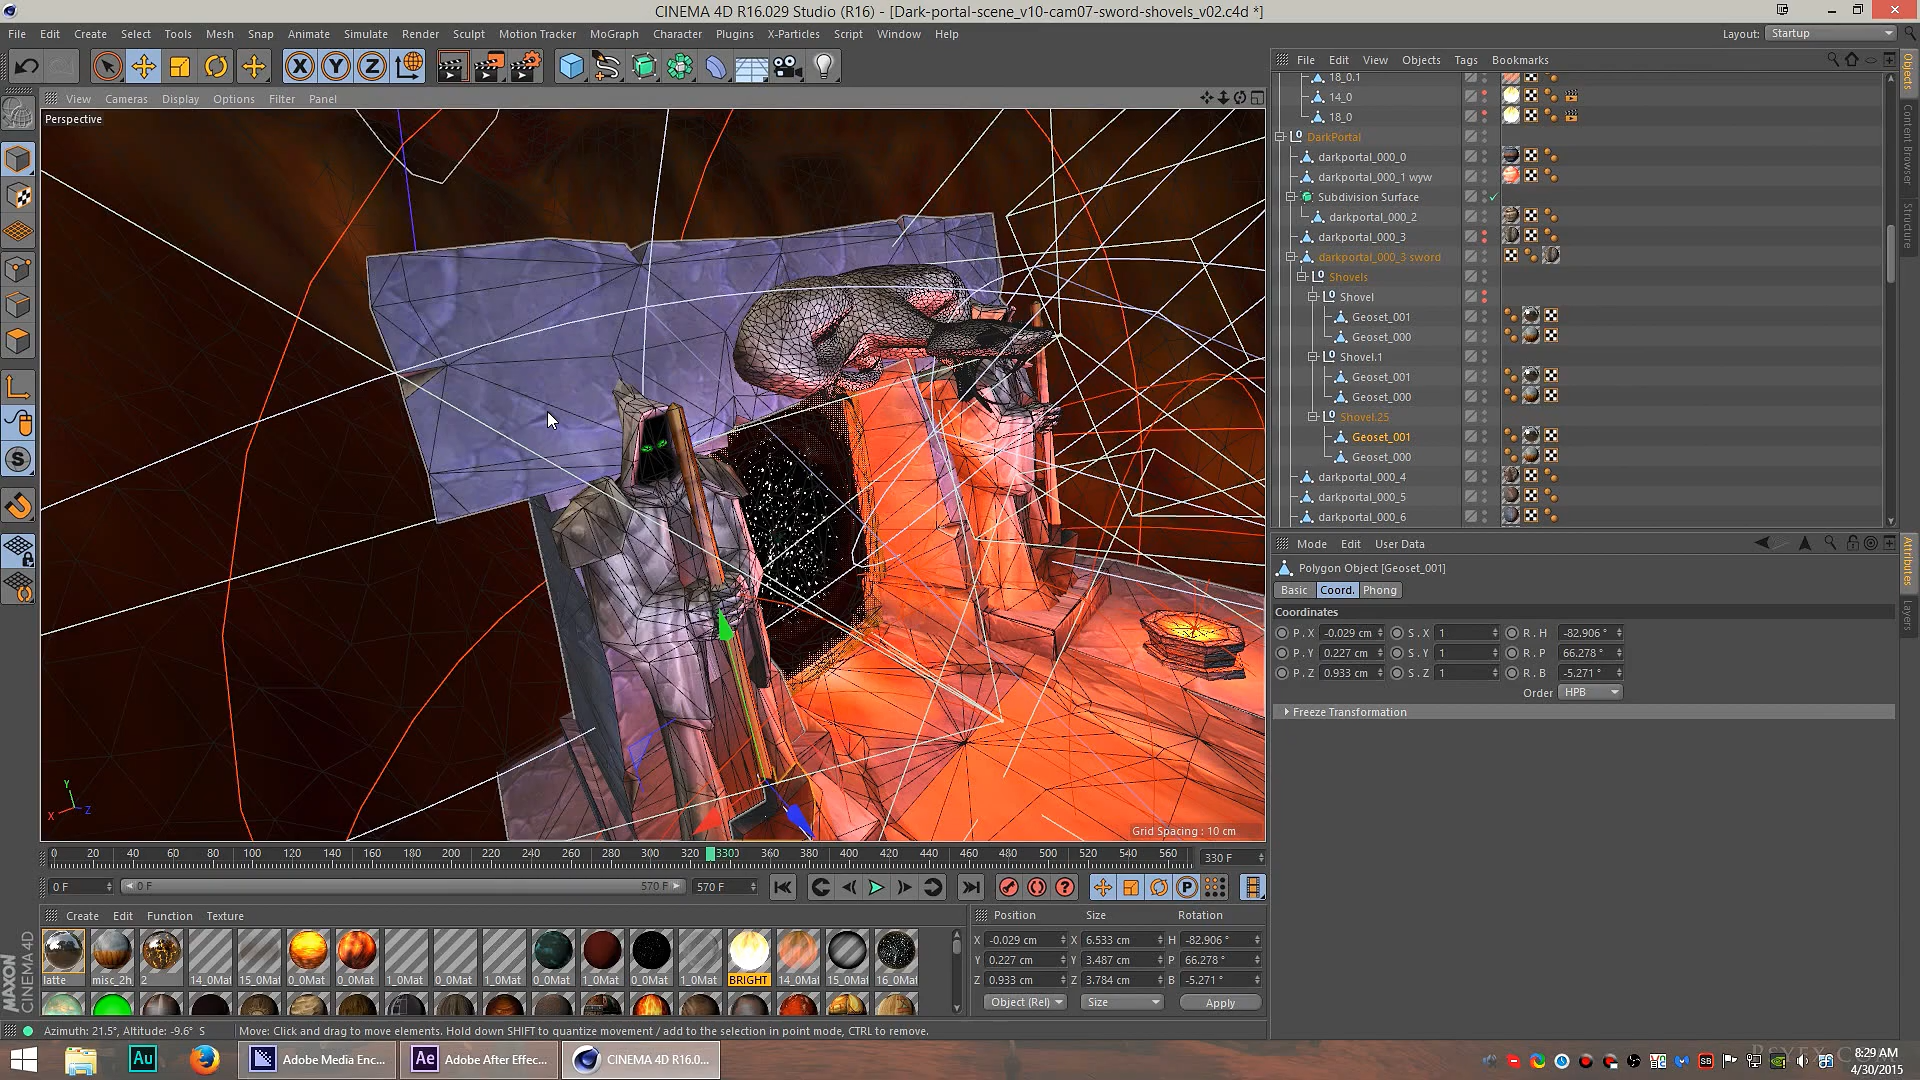 CINEMA 4D R16.029 Studio (R16) - [Dark-portal-scene_v10-cam07-sword-shovels_v02.c4d *]
File Edit Create Select Tools Mesh Snap Animate Simulate Render Sculpt Motion Tracker MoGraph Character Plugins X-Particles Script Window Help
Layout: Startup
X Y Z
File Edit View Objects Tags Bookmarks
View Cameras Display Options Filter Panel
Perspective
18_0.1
14_0
18_0
DarkPortal
darkportal_000_0
darkportal_000_1 wyw
Subdivision Surface
darkportal_000_2
darkportal_000_3
darkportal_000_3 sword
Shovels
Shovel
Geoset_001
Geoset_000
Shovel.1
Geoset_001
Geoset_000
Shovel.25
Geoset_001
Geoset_000
darkportal_000_4
darkportal_000_5
darkportal_000_6
Objects
Content Browser
Structure
Mode Edit User Data
Polygon Object [Geoset_001]
Basic Coord. Phong
Coordinates
P . X -0.029 cm S . X 1 R . H -82.906 °
P . Y 0.227 cm S . Y 1 R . P 66.278 °
P . Z 0.933 cm S . Z 1 R . B -5.271 °
Order HPB
Freeze Transformation
Attributes
Layers
Y
X Z
Grid Spacing : 10 cm
0 20 40 60 80 100 120 140 160 180 200 220 240 260 280 300 320 330 360 380 400 420 440 460 480 500 520 540 560
330 F
0 F 0 F 570 F 570 F
Create Edit Function Texture
latte misc_2h 2 14_0Mat 15_0Mat 0_0Mat 0_0Mat 1_0Mat 0_0Mat 1_0Mat 0_0Mat 1_0Mat 0_0Mat 1_0Mat BRIGHT 14_0Mat 15_0Mat 16_0Mat
Position Size Rotation
X -0.029 cm X 6.533 cm H -82.906 °
Y 0.227 cm Y 3.487 cm P 66.278 °
Z 0.933 cm Z 3.784 cm B -5.271 °
Object (Rel) Size Apply
MAXON
CINEMA 4D
Azimuth: 21.5°, Altitude: -9.6° S
Move: Click and drag to move elements. Hold down SHIFT to quantize movement / add to the selection in point mode, CTRL to remove.
Au
Adobe Media Enc...
Ae Adobe After Effec...
CINEMA 4D R16.0...
8:29 AM
4/30/2015